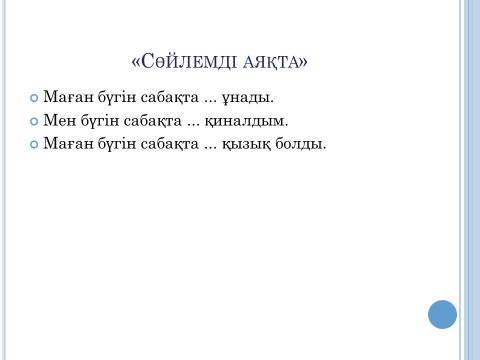 «Сөйлемді аяқта»
Маған бүгін сабақта ... ұнады.
Мен бүгін сабақта ... қиналдым.
Маған бүгін сабақта ... қызық болды.